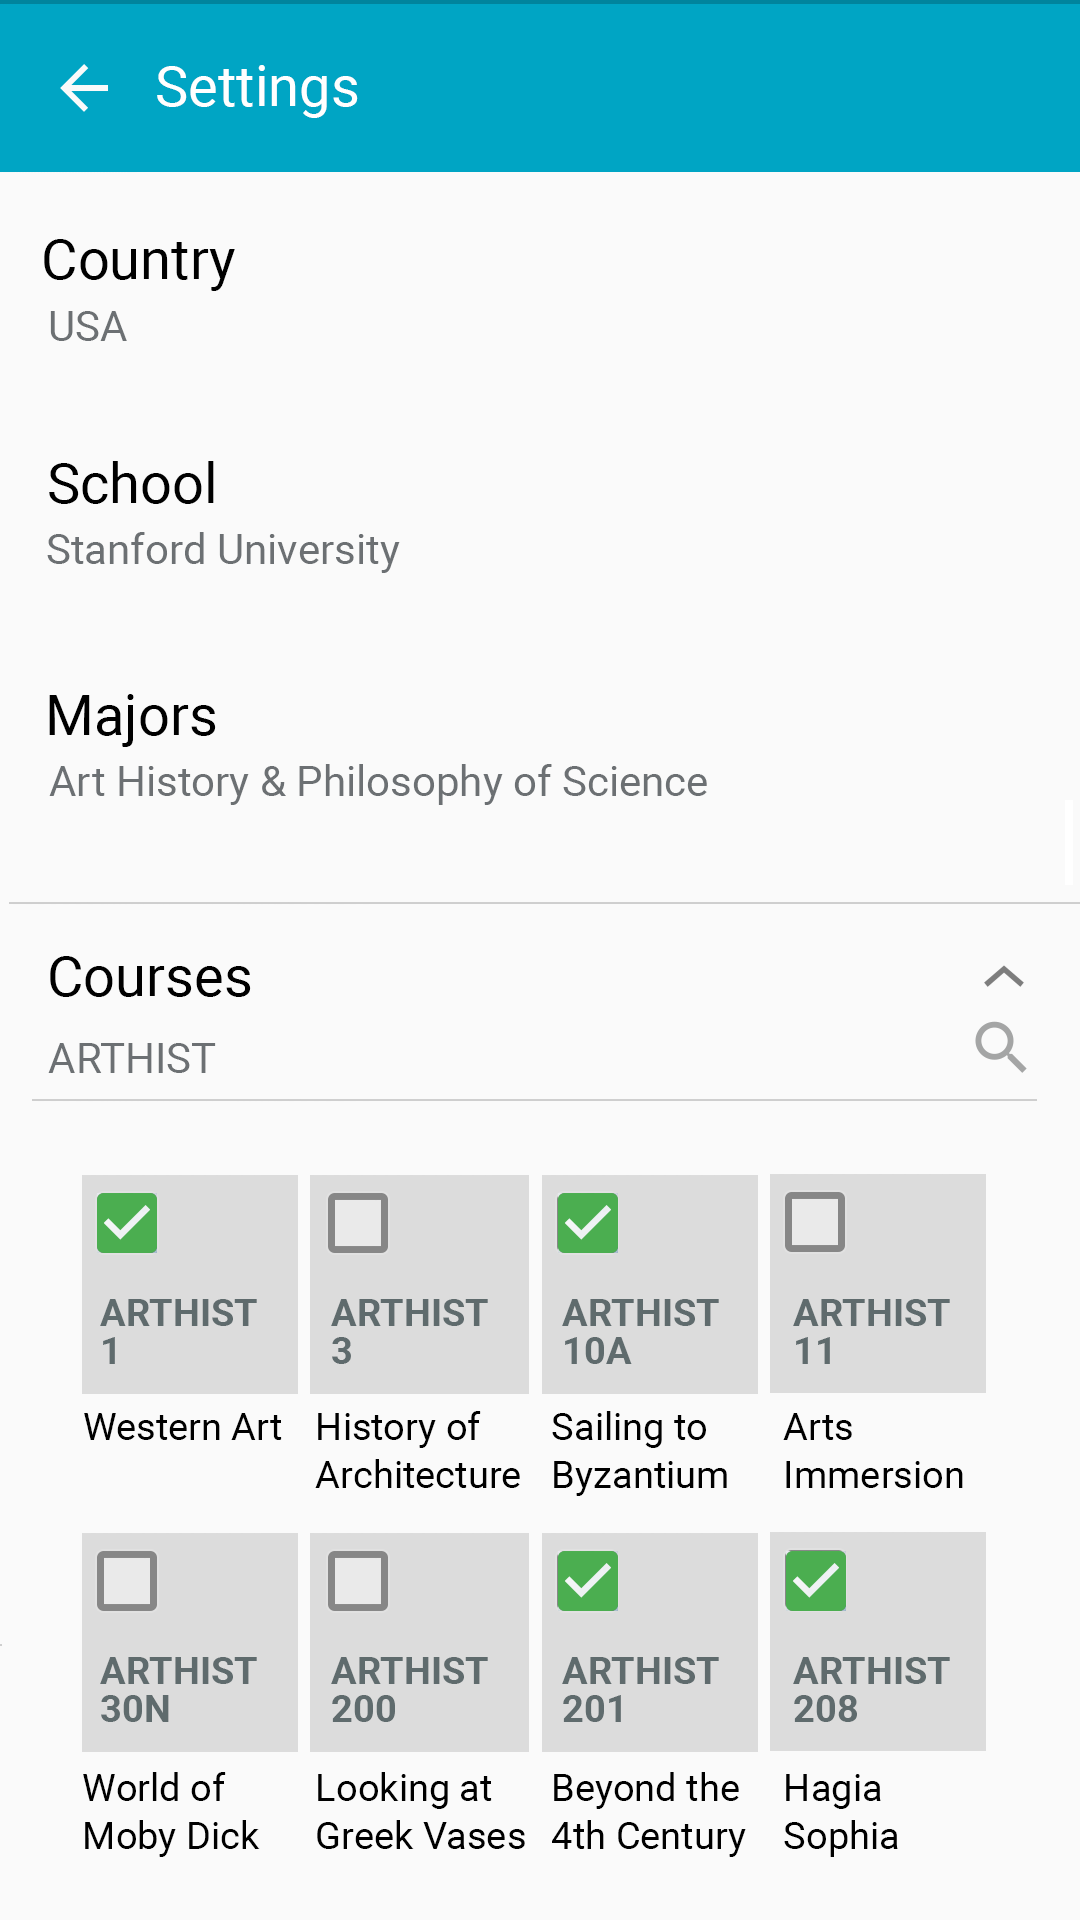 Settings
Country
USA
School
Stanford University
Majors
Art History & Philosophy of Science
Courses
ARTHIST
ARTHIST
1
Western Art
ARTHIST
3
History of
Architecture
ARTHIST
10A
Sailing to
Byzantium
ARTHIST
11
Arts
Immersion
ARTHIST
30N
World of
Moby Dick
ARTHIST
200
Looking at
Greek Vases
ARTHIST
201
Beyond the
4th Century
ARTHIST
208
Hagia
Sophia